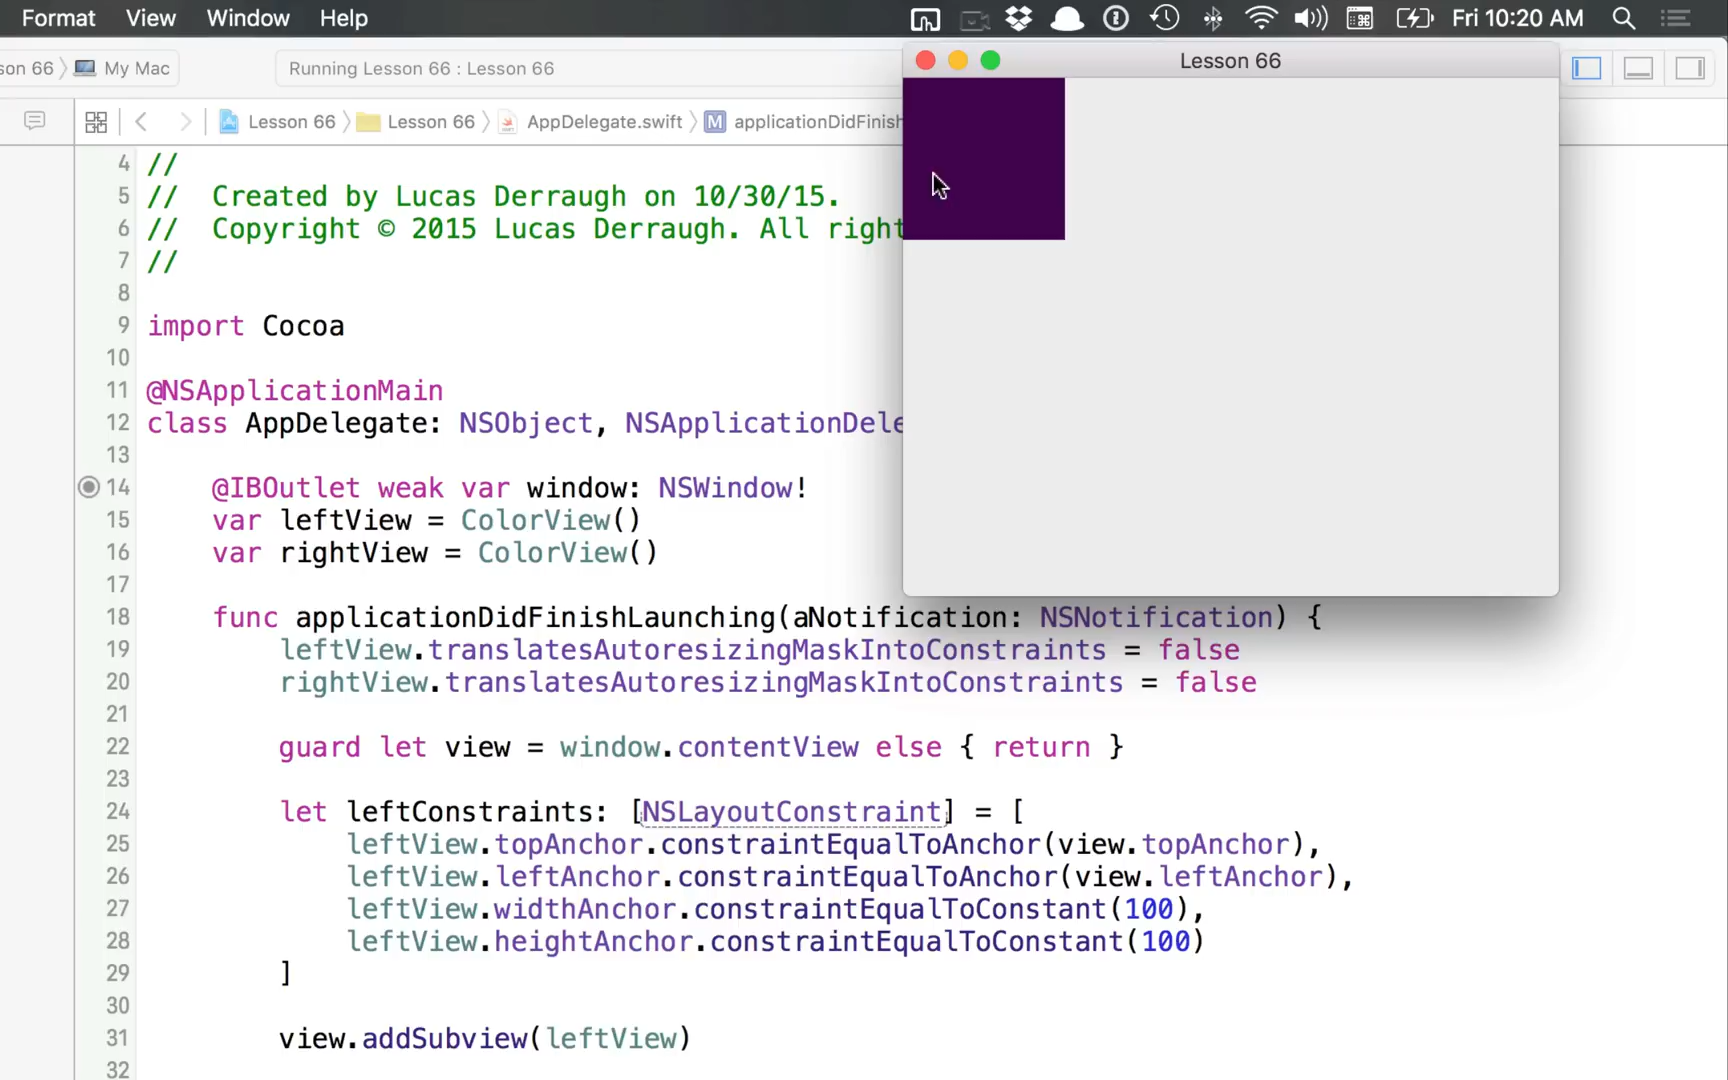 Format View Window Help Fri 10:20 AM
son 66 My Mac Running Lesson 66 : Lesson 66
Lesson 66
Lesson 66 Lesson 66 AppDelegate.swift M applicationDidFinish
4 //
5 //  Created by Lucas Derraugh on 10/30/15.
6 //  Copyright © 2015 Lucas Derraugh. All right
7 //
8
9 import Cocoa
10
11 @NSApplicationMain
12 class AppDelegate: NSObject, NSApplicationDele
13
14     @IBOutlet weak var window: NSWindow!
15     var leftView = ColorView()
16     var rightView = ColorView()
17
18     func applicationDidFinishLaunching(aNotification: NSNotification) {
19         leftView.translatesAutoresizingMaskIntoConstraints = false
20         rightView.translatesAutoresizingMaskIntoConstraints = false
21
22         guard let view = window.contentView else { return }
23
24         let leftConstraints: [NSLayoutConstraint] = [
25             leftView.topAnchor.constraintEqualToAnchor(view.topAnchor),
26             leftView.leftAnchor.constraintEqualToAnchor(view.leftAnchor),
27             leftView.widthAnchor.constraintEqualToConstant(100),
28             leftView.heightAnchor.constraintEqualToConstant(100)
29         ]
30
31         view.addSubview(leftView)
32